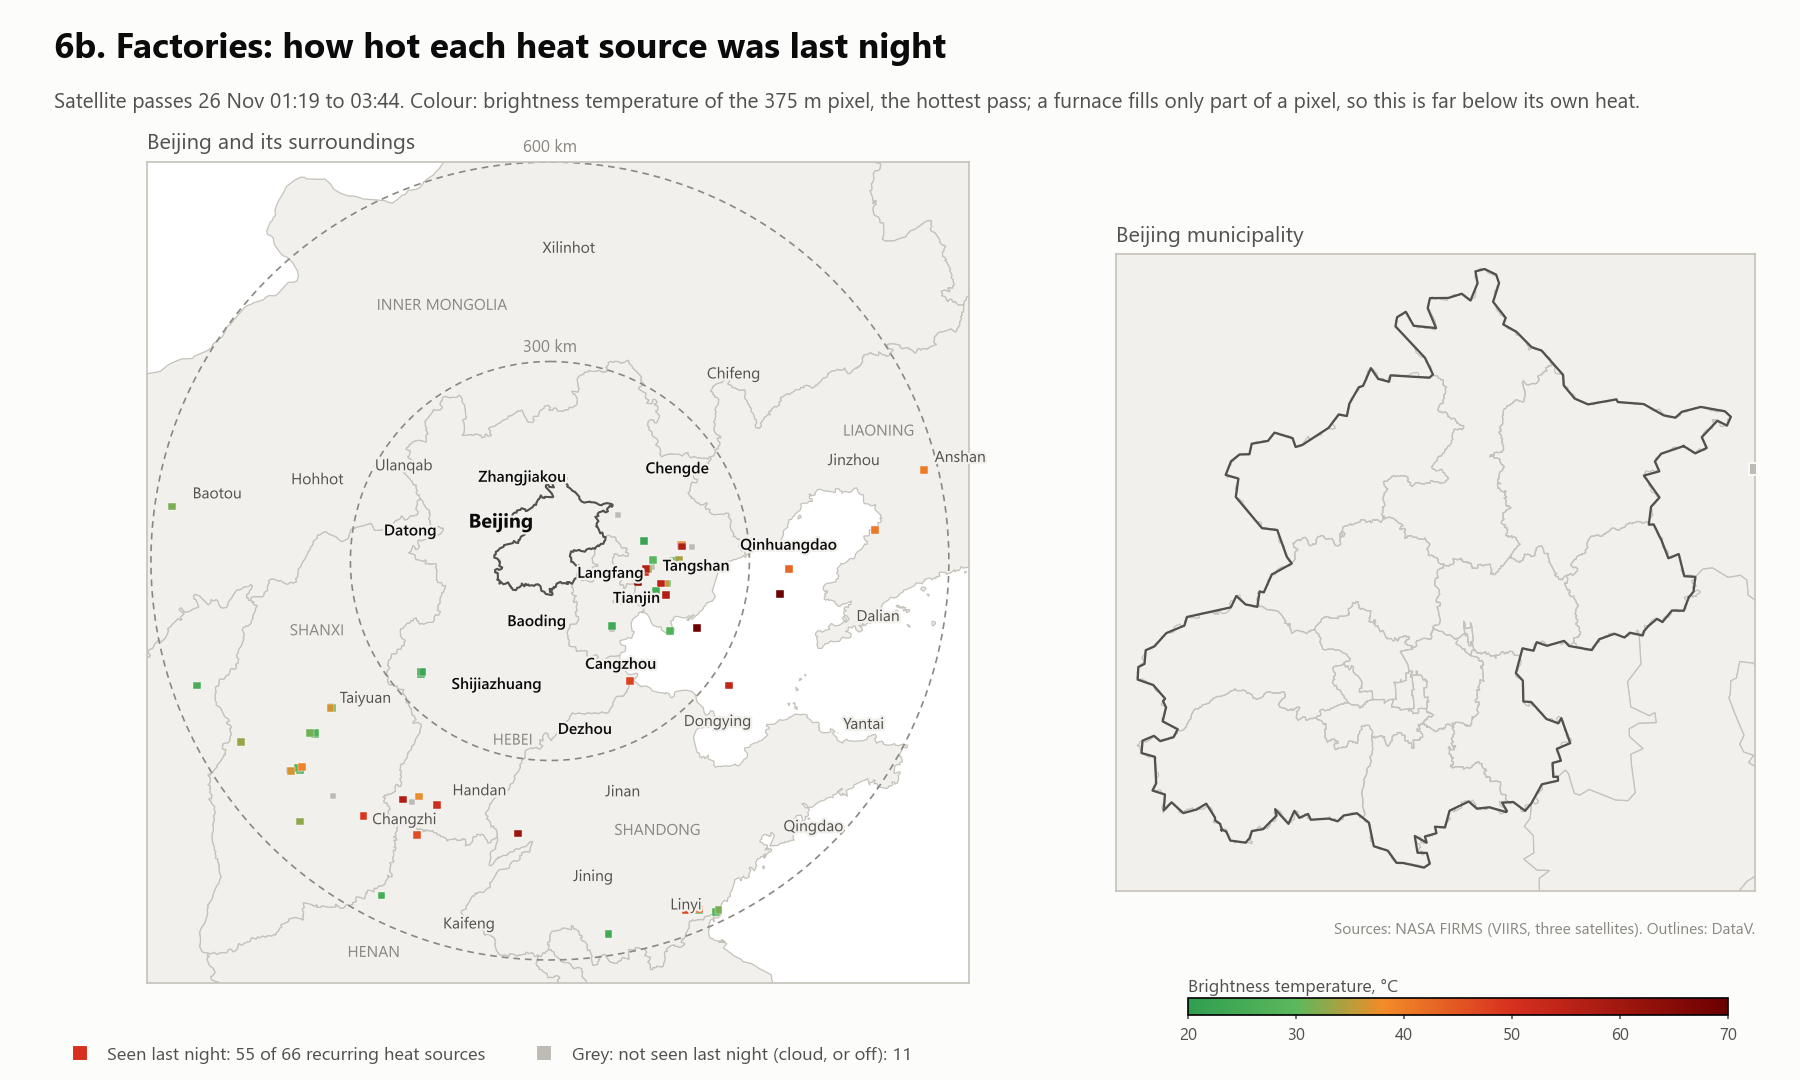 6b. Factories: how hot each heat source was last night
Satellite passes 26 Nov 01:19 to 03:44. Colour: brightness temperature of the 375 m pixel, the hottest pass; a furnace fills only part of a pixel, so this is far below its own heat.
Beijing and its surroundings
600 km
Xilinhot
INNER MONGOLIA
300 km
Chifeng
LIAONING
Jinzhou
Anshan
Ulanqab
Hohhot
Baotou
Zhangjiakou
Chengde
Beijing
Datong
Qinhuangdao
Langfang
Tangshan
Tianjin
Baoding
Dalian
SHANXI
Cangzhou
Shijiazhuang
Taiyuan
Dezhou
HEBEI
Dongying
Yantai
Handan
Jinan
Changzhi
SHANDONG
Qingdao
Jining
Linyi
Kaifeng
HENAN
Beijing municipality
Sources: NASA FIRMS (VIIRS, three satellites). Outlines: DataV.
Brightness temperature, °C
20 30 40 50 60 70
Seen last night: 55 of 66 recurring heat sources
Grey: not seen last night (cloud, or off): 11